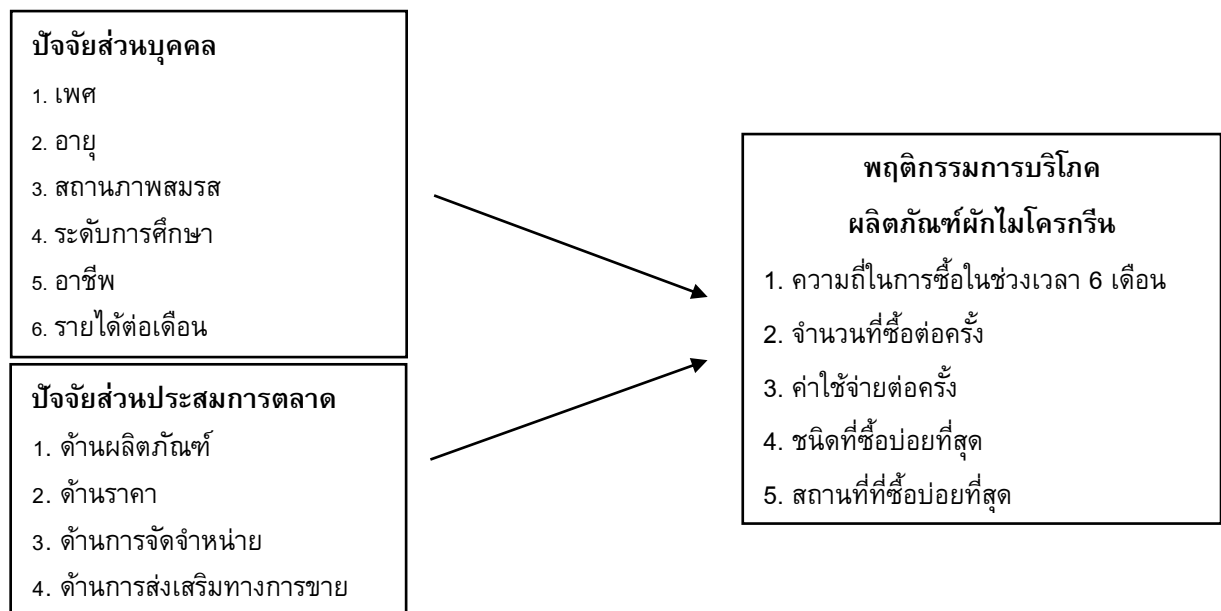 ปัจจัยส่วนบุคคล
1. เพศ
2. อายุ
3. สถานภาพสมรส
4. ระดับการศึกษา
5. อาชีพ
6. รายได้ต่อเดือน
ปัจจัยส่วนประสมการตลาด
1. ด้านผลิตภัณฑ์
2. ด้านราคา
3. ด้านการจัดจำหน่าย
4. ด้านการส่งเสริมทางการขาย
พฤติกรรมการบริโภค
ผลิตภัณฑ์ผักไมโครกรีน
1. ความถี่ในการซื้อในช่วงเวลา 6 เดือน
2. จำนวนที่ซื้อต่อครั้ง
3. ค่าใช้จ่ายต่อครั้ง
4. ชนิดที่ซื้อบ่อยที่สุด
5. สถานที่ที่ซื้อบ่อยที่สุด